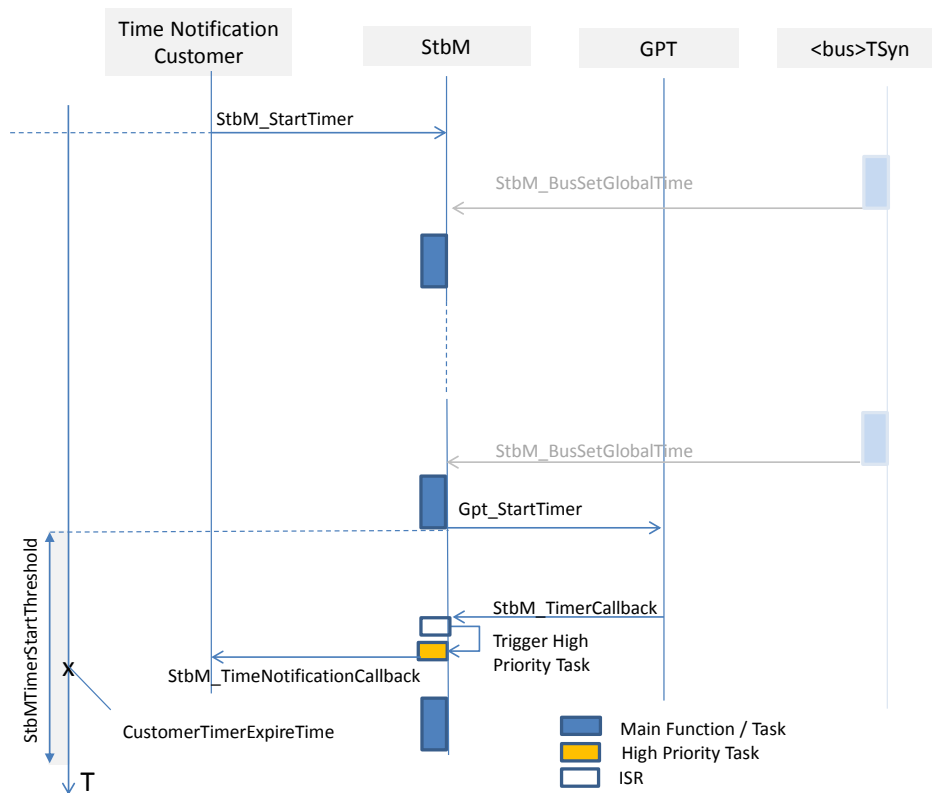 Time Notification
Customer
StbM
GPT
<bus>TSyn
StbM_StartTimer
StbM_BusSetGlobalTime
StbM_BusSetGlobalTime
Gpt_StartTimer
StbMTimerStartThreshold
StbM_TimerCallback
Trigger High
Priority Task
StbM_TimeNotificationCallback
X
CustomerTimerExpireTime
Main Function / Task
High Priority Task
ISR
T